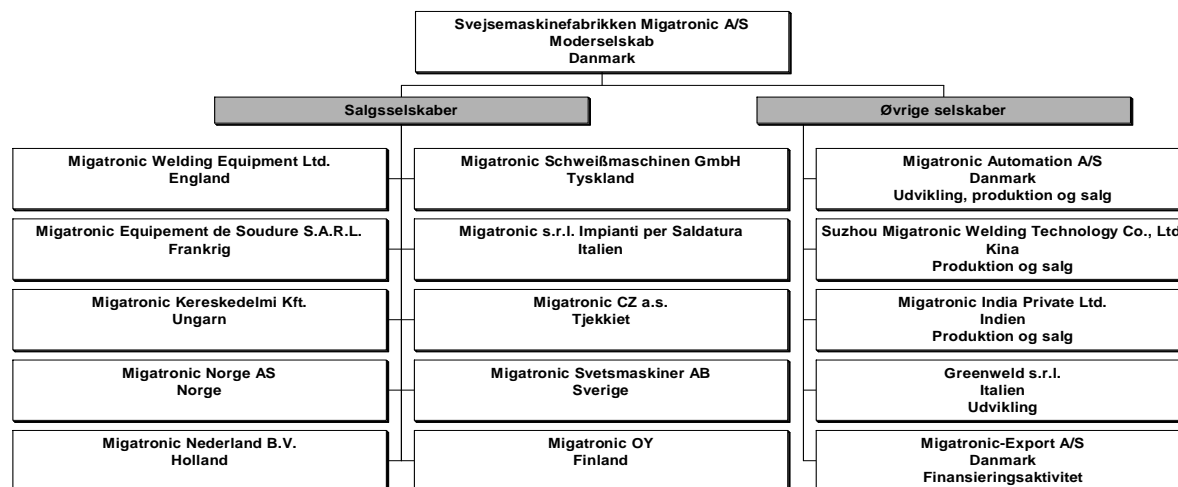 Svejsemaskinefabrikken Migatronic A/S
Moderselskab
Danmark
Salgsselskaber
Øvrige selskaber
Migatronic Welding Equipment Ltd.
England
Migatronic Schweißmaschinen GmbH
Tyskland
Migatronic Automation A/S
Danmark
Udvikling, produktion og salg
Migatronic Equipement de Soudure S.A.R.L.
Frankrig
Migatronic s.r.l. Impianti per Saldatura
Italien
Suzhou Migatronic Welding Technology Co., Ltd
Kina
Produktion og salg
Migatronic Kereskedelmi Kft.
Ungarn
Migatronic CZ a.s.
Tjekkiet
Migatronic India Private Ltd.
Indien
Produktion og salg
Migatronic Norge AS
Norge
Migatronic Svetsmaskiner AB
Sverige
Greenweld s.r.l.
Italien
Udvikling
Migatronic Nederland B.V.
Holland
Migatronic OY
Finland
Migatronic-Export A/S
Danmark
Finansieringsaktivitet